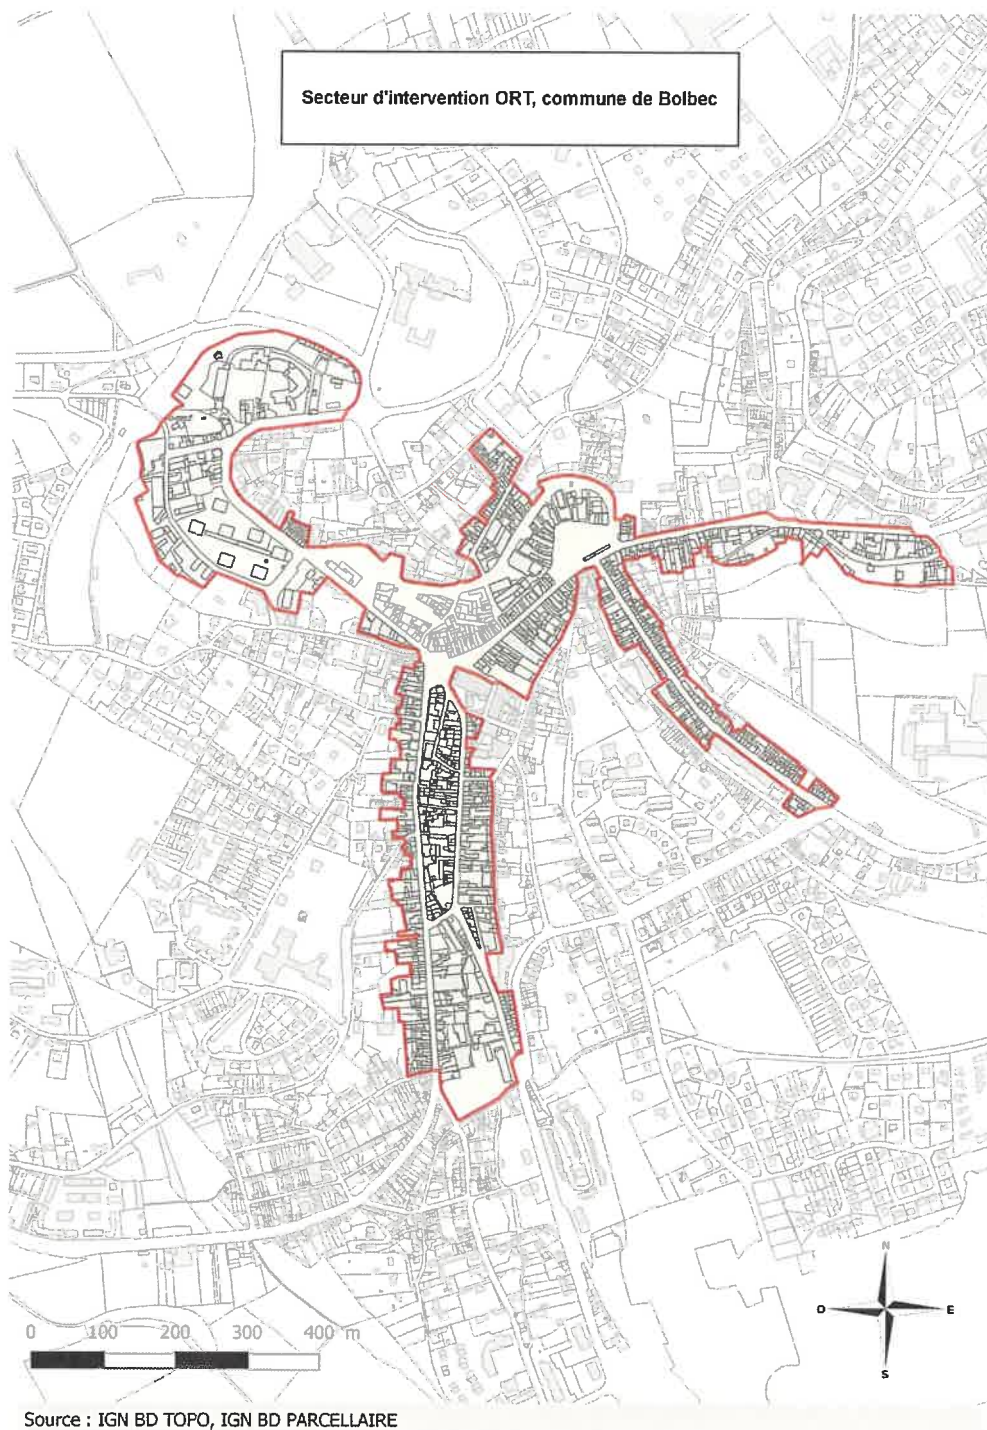 Secteur d'intervention ORT, commune de Bolbec
N
O E
S
0 100 200 300 400 m
Source : IGN BD TOPO, IGN BD PARCELLAIRE